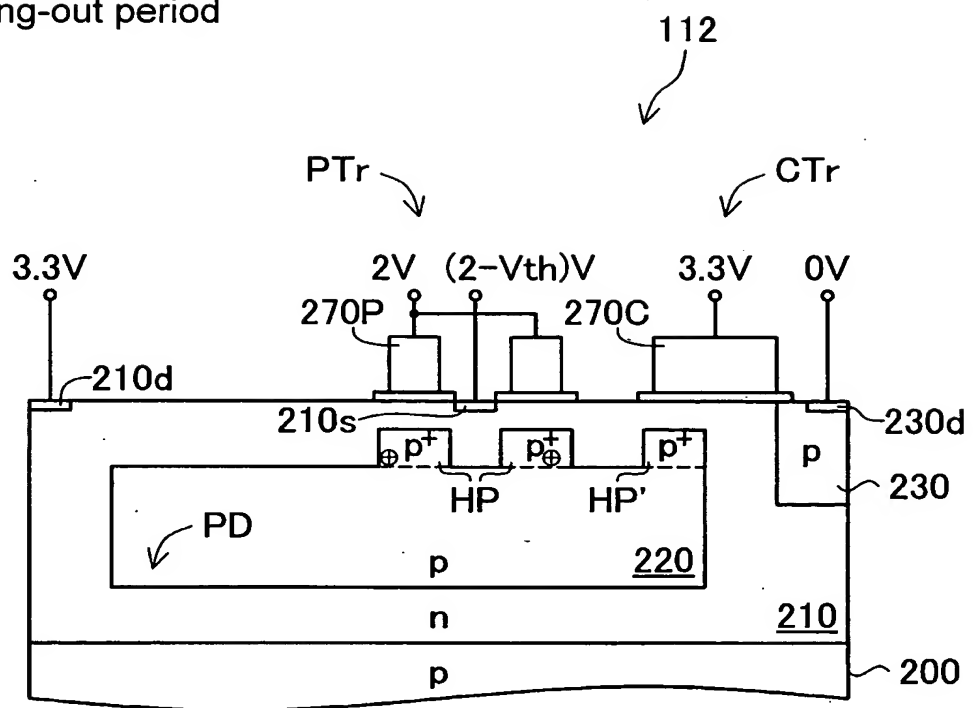 ng-out period
112
PTr
CTr
3.3V
2V
(2-Vth)V
3.3V
0V
270P
270C
210d
210s
230d
p+
p+
p+
p
230
HP
HP'
PD
p
220
n
210
p
200